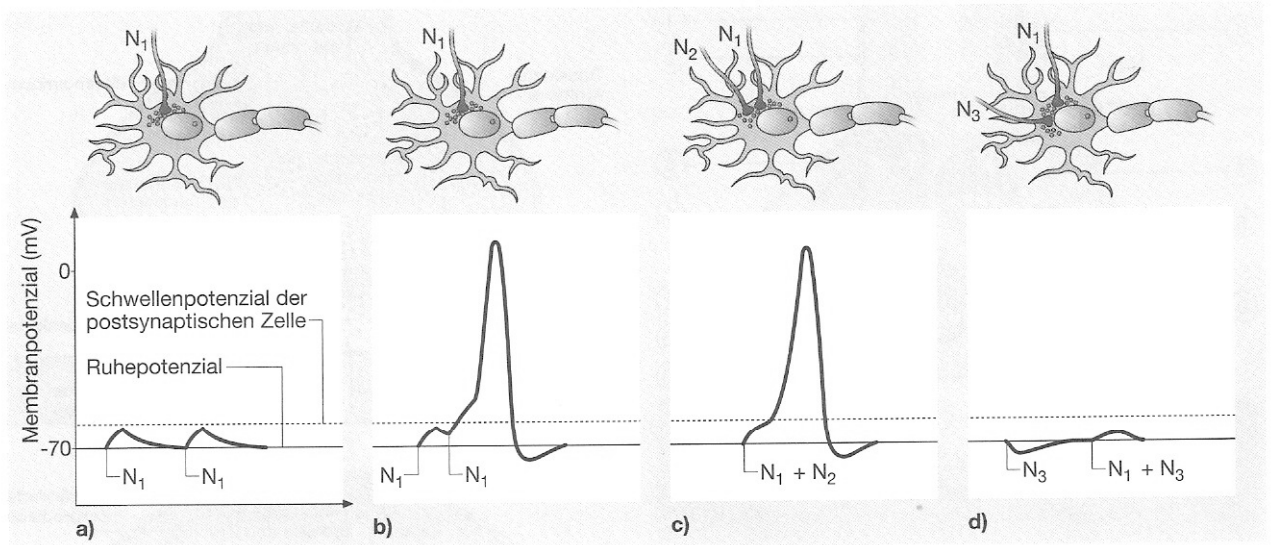 N1
N2
N1
N1
N3
N1
Membranpotenzial (mV)
0
Schwellenpotenzial der
postsynaptischen Zelle
Ruhepotenzial
-70
N1
N1
N1
N1
N1 + N2
N3
N1 + N3
a)
b)
c)
d)